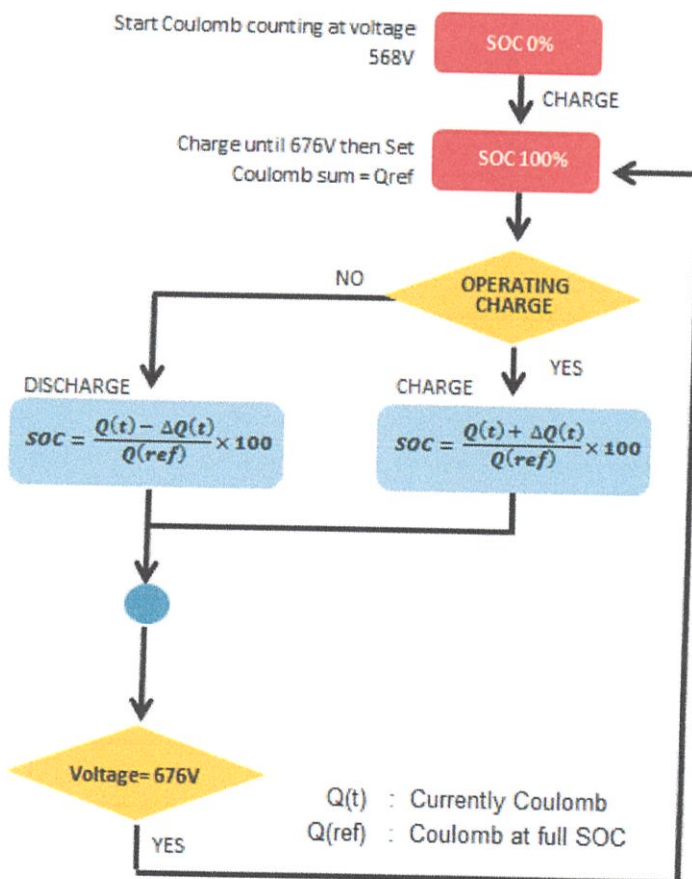 Start Coulomb counting at voltage
568V
SOC 0%
CHARGE
Charge until 676V then Set
Coulomb sum = Qref
SOC 100%
OPERATING
CHARGE
NO
YES
DISCHARGE
SOC = Q(t) − ΔQ(t) / Q(ref) × 100
CHARGE
SOC = Q(t) + ΔQ(t) / Q(ref) × 100
Voltage= 676V
YES
Q(t) : Currently Coulomb
Q(ref) : Coulomb at full SOC